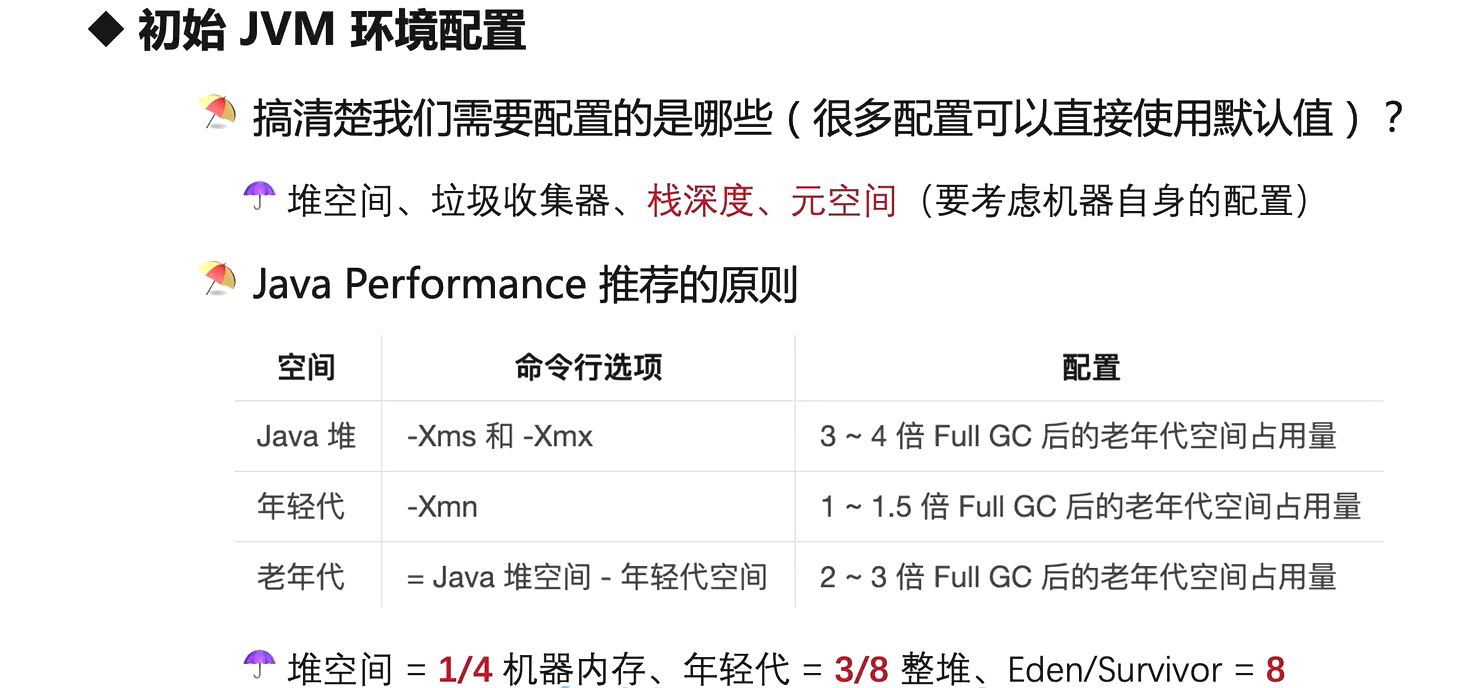 ◆ 初始 JVM 环境配置
搞清楚我们需要配置的是哪些（很多配置可以直接使用默认值）？
堆空间、垃圾收集器、栈深度、元空间（要考虑机器自身的配置）
Java Performance 推荐的原则
空间 命令行选项 配置
Java 堆 -Xms 和 -Xmx 3 ~ 4 倍 Full GC 后的老年代空间占用量
年轻代 -Xmn 1 ~ 1.5 倍 Full GC 后的老年代空间占用量
老年代 = Java 堆空间 - 年轻代空间 2 ~ 3 倍 Full GC 后的老年代空间占用量
堆空间 = 1/4 机器内存、年轻代 = 3/8 整堆、Eden/Survivor = 8